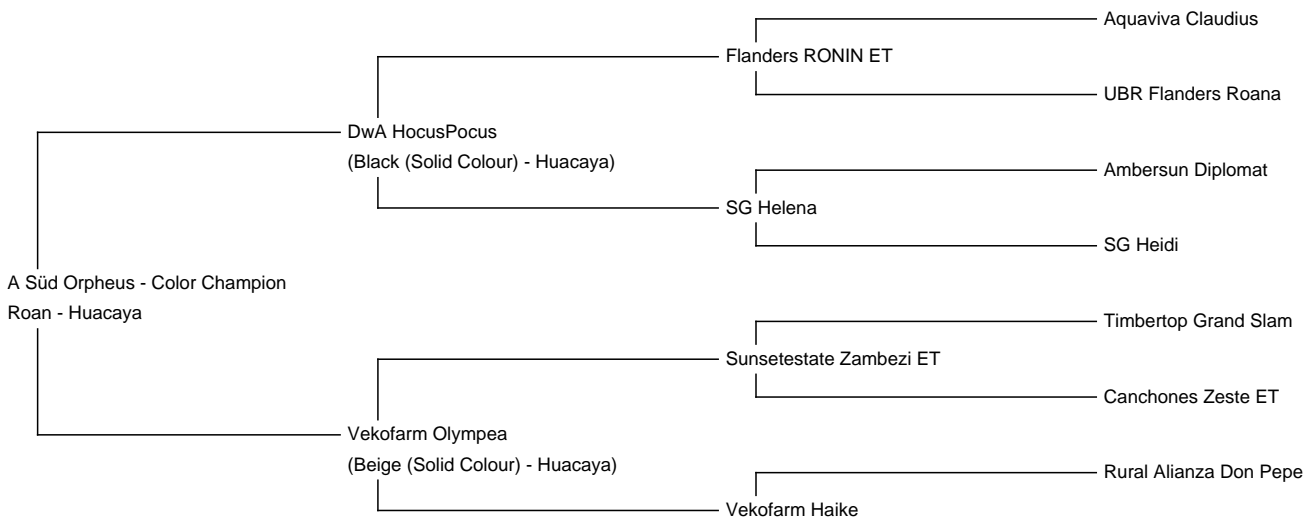 Aquaviva Claudius
Flanders RONIN ET
UBR Flanders Roana
DwA HocusPocus
(Black (Solid Colour) - Huacaya)
Ambersun Diplomat
SG Helena
SG Heidi
A Süd Orpheus - Color Champion
Roan - Huacaya
Timbertop Grand Slam
Sunsetestate Zambezi ET
Canchones Zeste ET
Vekofarm Olympea
(Beige (Solid Colour) - Huacaya)
Rural Alianza Don Pepe
Vekofarm Haike